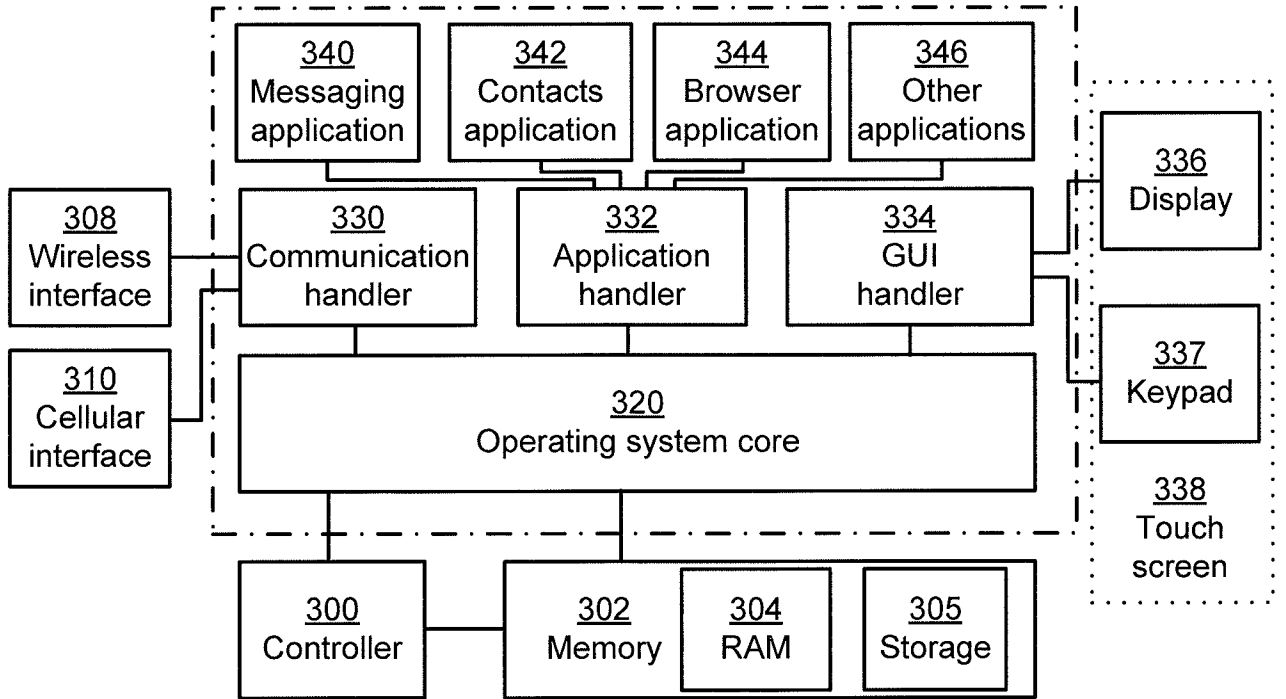 340
Messaging
application
342
Contacts
application
344
Browser
application
346
Other
applications
336
Display
308
Wireless
interface
330
Communication
handler
332
Application
handler
334
GUI
handler
337
Keypad
310
Cellular
interface
320
Operating system core
338
Touch
screen
300
Controller
302
Memory
304
RAM
305
Storage